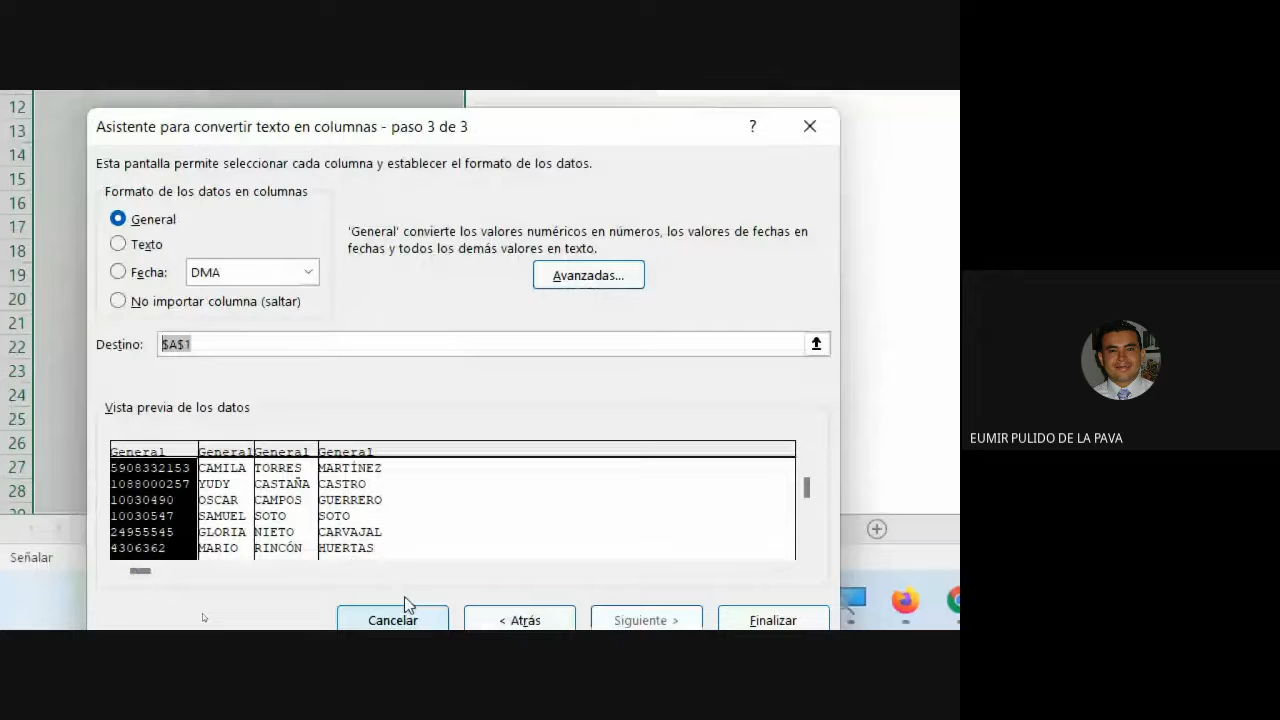 12
13
14
15
16
17
18
19
20
21
22
23
24
25
26
27
28
Asistente para convertir texto en columnas - paso 3 de 3
?
Esta pantalla permite seleccionar cada columna y establecer el formato de los datos.
Formato de los datos en columnas
General
Texto
Fecha: DMA
No importar columna (saltar)
'General' convierte los valores numéricos en números, los valores de fechas en
fechas y todos los demás valores en texto.
Avanzadas...
Destino: $A$1
Vista previa de los datos
General General General General
5908332153 CAMILA TORRES MARTÍNEZ
1088000257 YUDY CASTAÑA CASTRO
10030490 OSCAR CAMPOS GUERRERO
10030547 SAMUEL SOTO SOTO
24955545 GLORIA NIETO CARVAJAL
4306362 MARIO RINCÓN HUERTAS
Cancelar < Atrás Siguiente > Finalizar
Señalar
EUMIR PULIDO DE LA PAVA